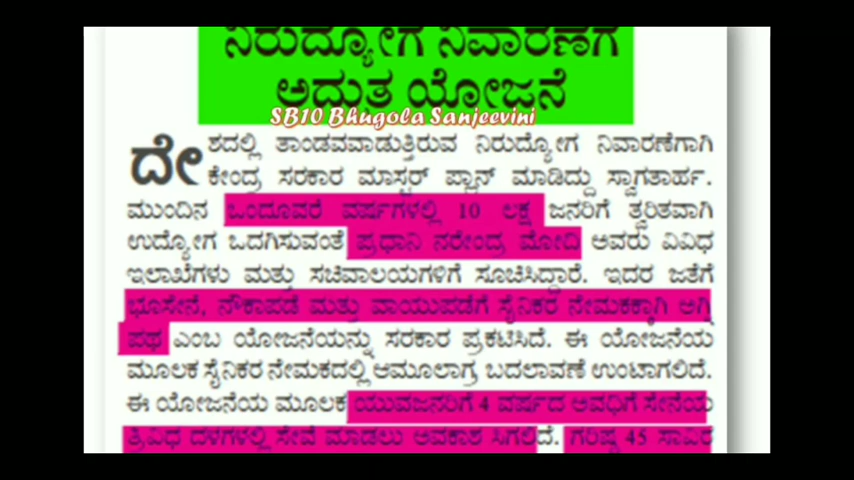 ನಿರುದ್ಯೋಗ ನಿವಾರಣೆಗೆ
ಅದ್ಭುತ ಯೋಜನೆ
SB10 Bhugola Sanjeevini
ದೇಶದಲ್ಲಿ ತಾಂಡವವಾಡುತ್ತಿರುವ ನಿರುದ್ಯೋಗ ನಿವಾರಣೆಗಾಗಿ
ಕೇಂದ್ರ ಸರಕಾರ ಮಾಸ್ಟರ್ ಪ್ಲಾನ್ ಮಾಡಿದ್ದು ಸ್ವಾಗತಾರ್ಹ.
ಮುಂದಿನ ಒಂದೂವರೆ ವರ್ಷಗಳಲ್ಲಿ 10 ಲಕ್ಷ ಜನರಿಗೆ ತ್ವರಿತವಾಗಿ
ಉದ್ಯೋಗ ಒದಗಿಸುವಂತೆ ಪ್ರಧಾನಿ ನರೇಂದ್ರ ಮೋದಿ ಅವರು ವಿವಿಧ
ಇಲಾಖೆಗಳು ಮತ್ತು ಸಚಿವಾಲಯಗಳಿಗೆ ಸೂಚಿಸಿದ್ದಾರೆ. ಇದರ ಜತೆಗೆ
ಭೂಸೇನೆ, ನೌಕಾಪಡೆ ಮತ್ತು ವಾಯುಪಡೆಗೆ ಸೈನಿಕರ ನೇಮಕಕ್ಕಾಗಿ ಅಗ್ನಿ
ಪಥ ಎಂಬ ಯೋಜನೆಯನ್ನು ಸರಕಾರ ಪ್ರಕಟಿಸಿದೆ. ಈ ಯೋಜನೆಯ
ಮೂಲಕ ಸೈನಿಕರ ನೇಮಕದಲ್ಲಿ ಆಮೂಲಾಗ್ರ ಬದಲಾವಣೆ ಉಂಟಾಗಲಿದೆ.
ಈ ಯೋಜನೆಯ ಮೂಲಕ ಯುವಜನರಿಗೆ 4 ವರ್ಷದ ಅವಧಿಗೆ ಸೇನೆಯ
ತ್ರಿವಿಧ ದಳಗಳಲ್ಲಿ ಸೇವೆ ಮಾಡಲು ಅವಕಾಶ ಸಿಗಲಿದೆ. ಗರಿಷ್ಠ 45 ಸಾವಿರ